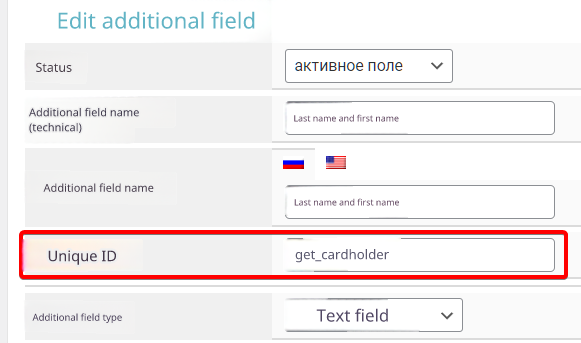 Edit additional field
Status
активное поле
Additional field name
(technical)
Last name and first name
Additional field name
Last name and first name
Unique ID
get_cardholder
Additional field type
Text field